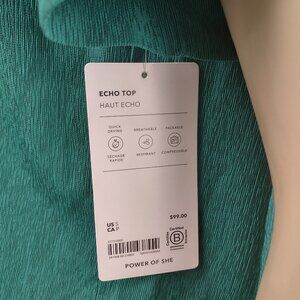 ECHO TOP
HAUT ECHO
QUICK DRYING
BREATHABLE
PACKABLE
SÉCHAGE RAPIDE
RESPIRANT
COMPRESSIBLE
US S
CA P
$99.00
Certified
B
POWER OF SHE